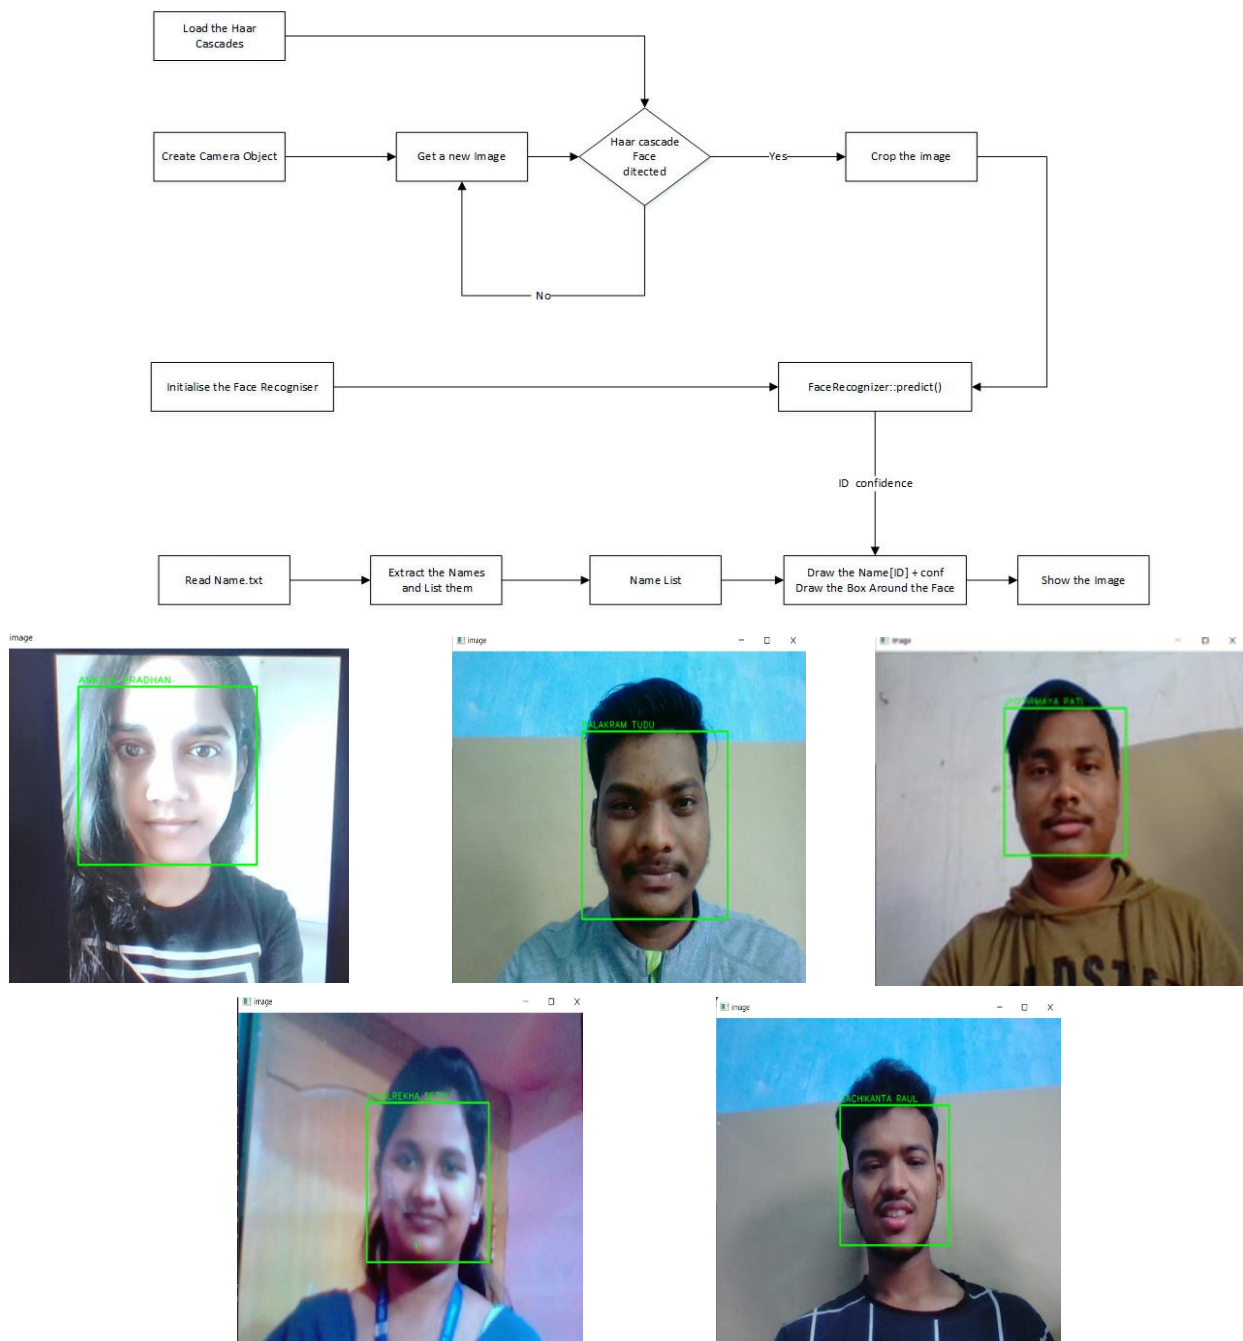 Load the Haar
Cascades
Create Camera Object
Get a new Image
Haar cascade
Face
ditected
Yes
Crop the image
No
Initialise the Face Recogniser
FaceRecognizer::predict()
ID confidence
Read Name.txt
Extract the Names
and List them
Name List
Draw the Name[ID] + conf
Draw the Box Around the Face
Show the Image
image
PRADHAN
image
TUDU
image
PATI
image
image
RAUL